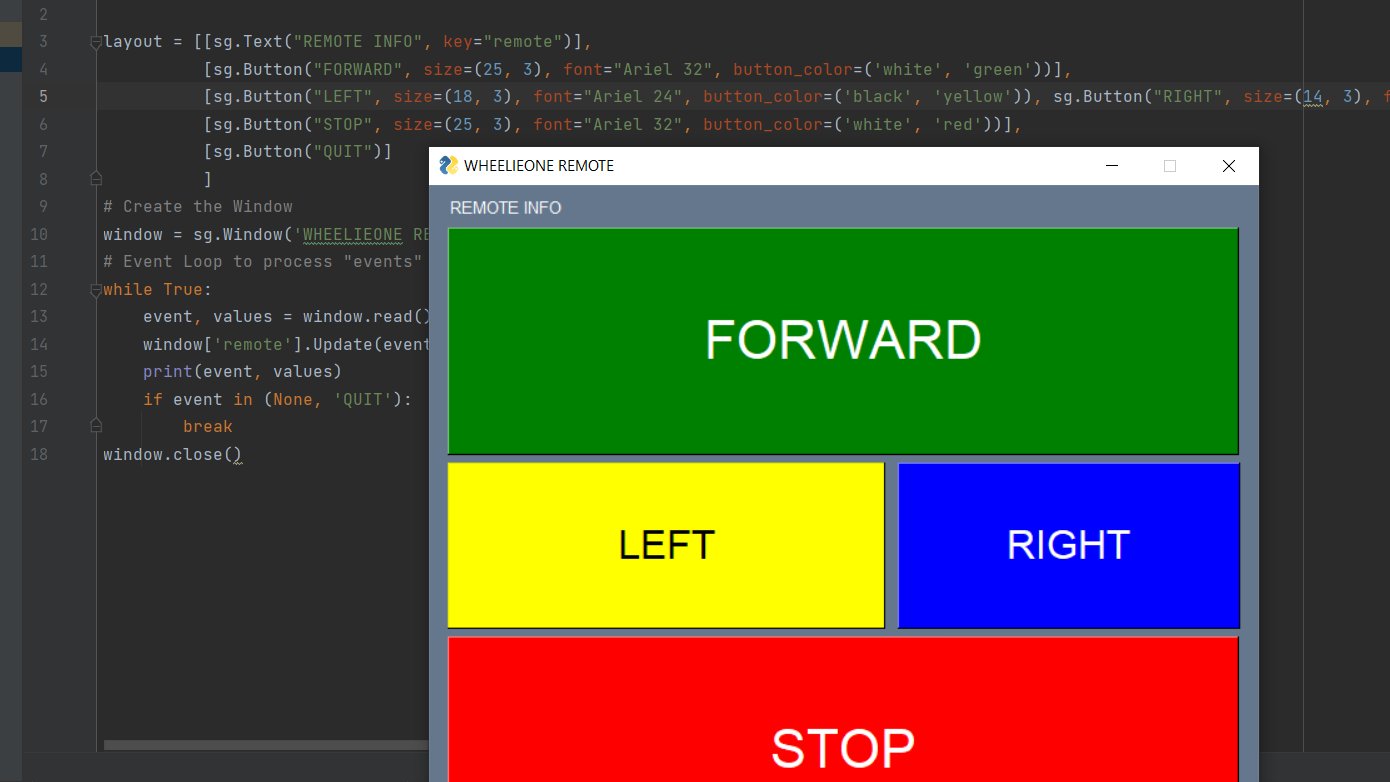 2
3 layout = [[sg.Text("REMOTE INFO", key="remote")],
4 [sg.Button("FORWARD", size=(25, 3), font="Ariel 32", button_color=('white', 'green'))],
5 [sg.Button("LEFT", size=(18, 3), font="Ariel 24", button_color=('black', 'yellow')), sg.Button("RIGHT", size=(14, 3), f
6 [sg.Button("STOP", size=(25, 3), font="Ariel 32", button_color=('white', 'red'))],
7 [sg.Button("QUIT")]
8 ]
9 # Create the Window
10 window = sg.Window('WHEELIEONE RE
11 # Event Loop to process "events"
12 while True:
13 event, values = window.read()
14 window['remote'].Update(event
15 print(event, values)
16 if event in (None, 'QUIT'):
17 break
18 window.close()
WHEELIEONE REMOTE
REMOTE INFO
FORWARD
LEFT RIGHT
STOP